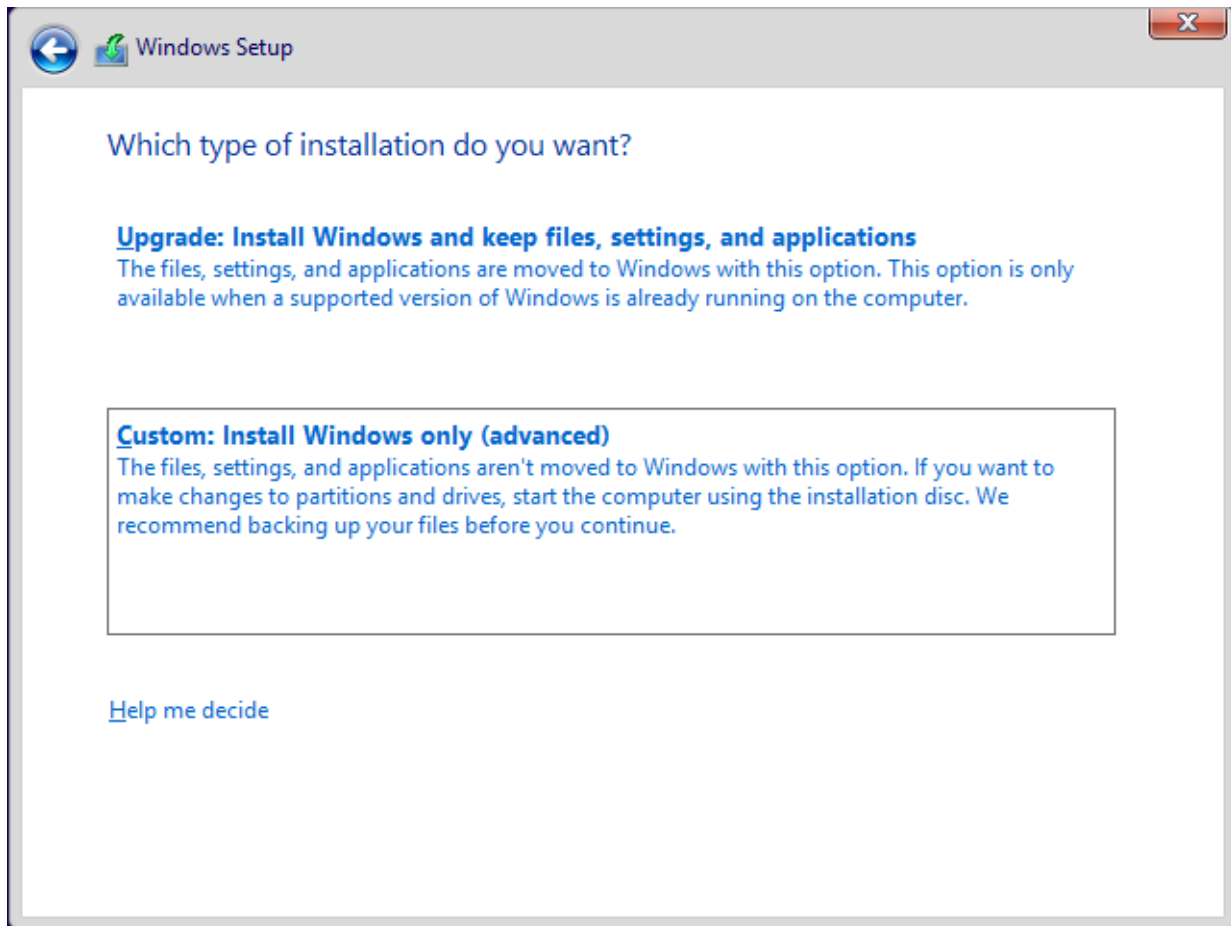 Windows Setup
Which type of installation do you want?
Upgrade: Install Windows and keep files, settings, and applications
The files, settings, and applications are moved to Windows with this option. This option is only
available when a supported version of Windows is already running on the computer.
Custom: Install Windows only (advanced)
The files, settings, and applications aren't moved to Windows with this option. If you want to
make changes to partitions and drives, start the computer using the installation disc. We
recommend backing up your files before you continue.
Help me decide